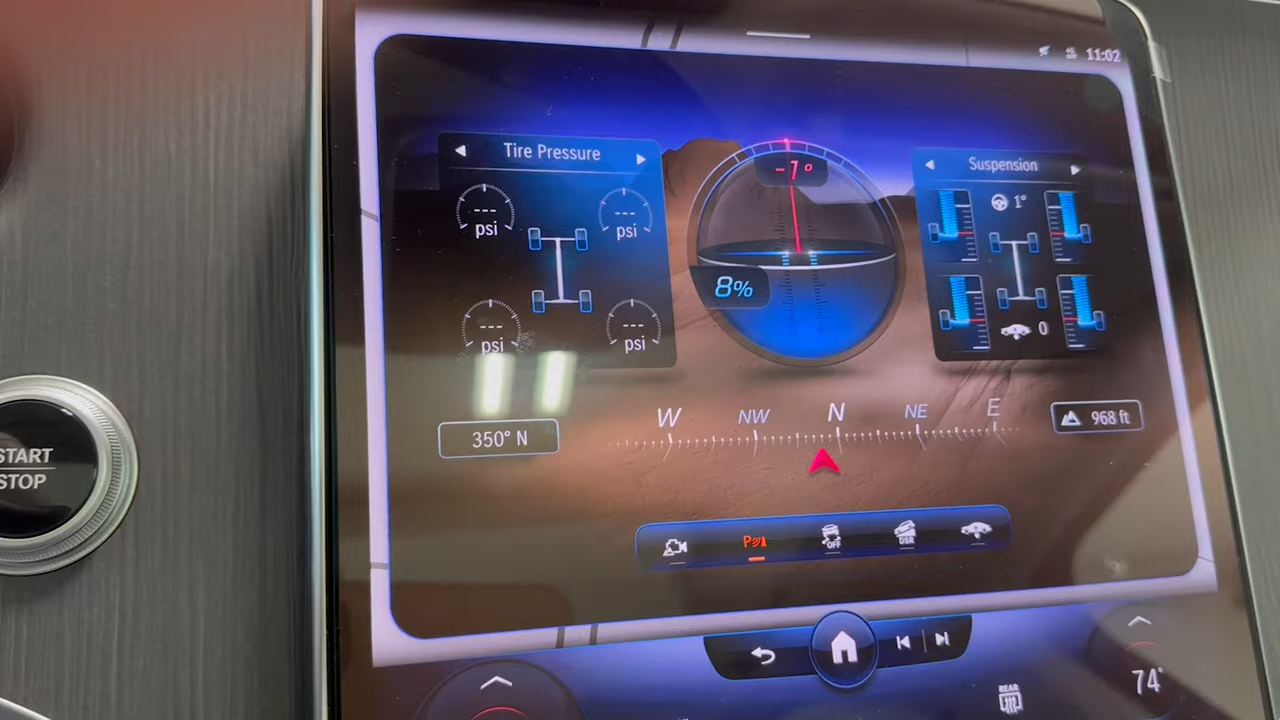 11:02
Tire Pressure
---
psi
---
psi
---
psi
---
psi
-1°
8%
Suspension
1°
0
W NW N NE E
350° N
968 ft
START
STOP
P
OFF
DSR
74°
REAR